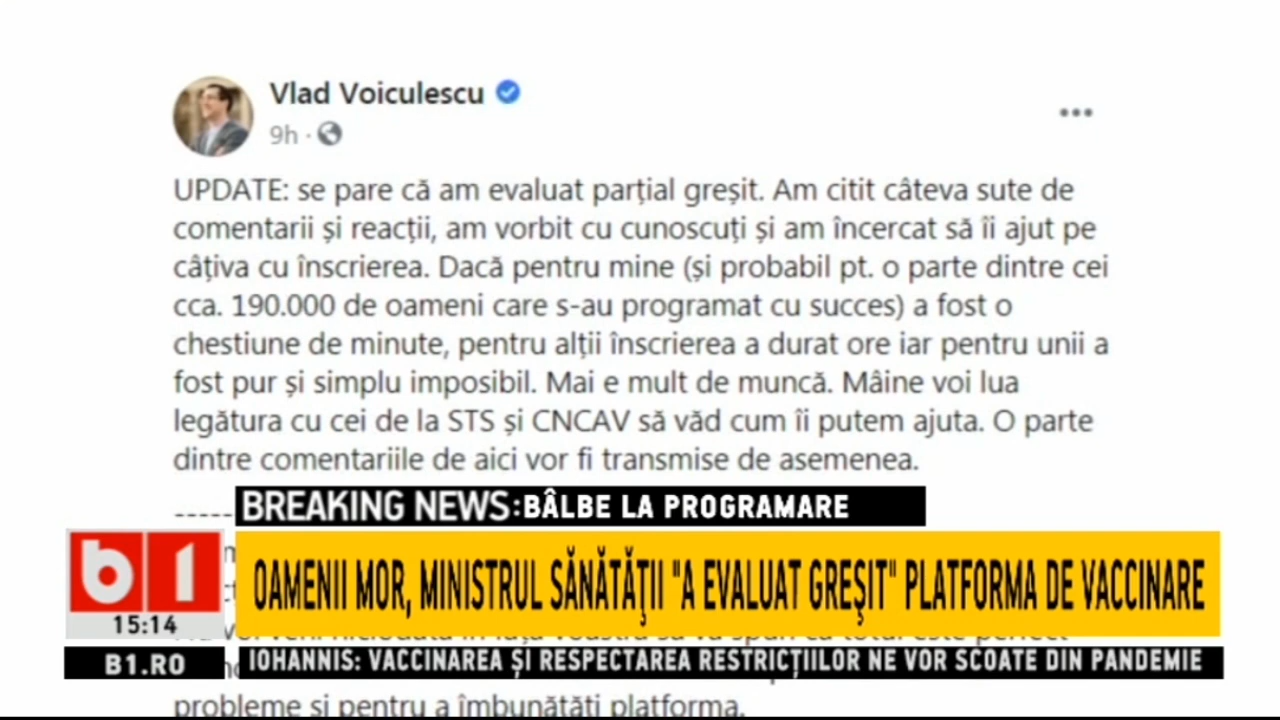 Vlad Voiculescu
9h ·
UPDATE: se pare că am evaluat parțial greșit. Am citit câteva sute de
comentarii și reacții, am vorbit cu cunoscuți și am încercat să îi ajut pe
câțiva cu înscrierea. Dacă pentru mine (și probabil pt. o parte dintre cei
cca. 190.000 de oameni care s-au programat cu succes) a fost o
chestiune de minute, pentru alții înscrierea a durat ore iar pentru unii a
fost pur și simplu imposibil. Mai e mult de muncă. Mâine voi lua
legătura cu cei de la STS și CNCAV să văd cum îi putem ajuta. O parte
dintre comentariile de aici vor fi transmise de asemenea.
-----
BREAKING NEWS: BÂLBE LA PROGRAMARE
b1
OAMENII MOR, MINISTRUL SĂNĂTĂŢII "A EVALUAT GREŞIT" PLATFORMA DE VACCINARE
15:14
B1.RO
IOHANNIS: VACCINAREA ȘI RESPECTAREA RESTRICȚIILOR NE VOR SCOATE DIN PANDEMIE
probleme și pentru a îmbunătăți platforma.